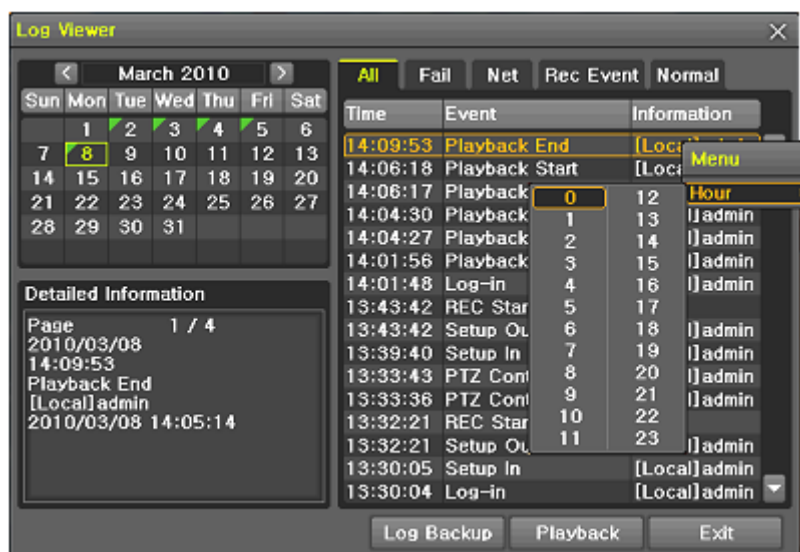 Log Viewer
March 2010
Sun Mon Tue Wed Thu Fri Sat
1 2 3 4 5 6
7 8 9 10 11 12 13
14 15 16 17 18 19 20
21 22 23 24 25 26 27
28 29 30 31
Detailed Information
Page 1 / 4
2010/03/08
14:09:53
Playback End
[Local]admin
2010/03/08 14:05:14
All Fail Net Rec Event Normal
Time Event Information
14:09:53 Playback End [Local]admin
14:06:18 Playback Start [Loca
14:06:17 Playback
14:04:30 Playback l]admin
14:04:27 Playback l]admin
14:01:56 Playback l]admin
14:01:48 Log-in l]admin
13:43:42 REC Star
13:43:42 Setup Ou l]admin
13:39:40 Setup In l]admin
13:33:43 PTZ Cont l]admin
13:33:36 PTZ Cont l]admin
13:32:21 REC Star
13:32:21 Setup Ou l]admin
13:30:05 Setup In [Local]admin
13:30:04 Log-in [Local]admin
Menu
Hour
0 12
1 13
2 14
3 15
4 16
5 17
6 18
7 19
8 20
9 21
10 22
11 23
Log Backup Playback Exit